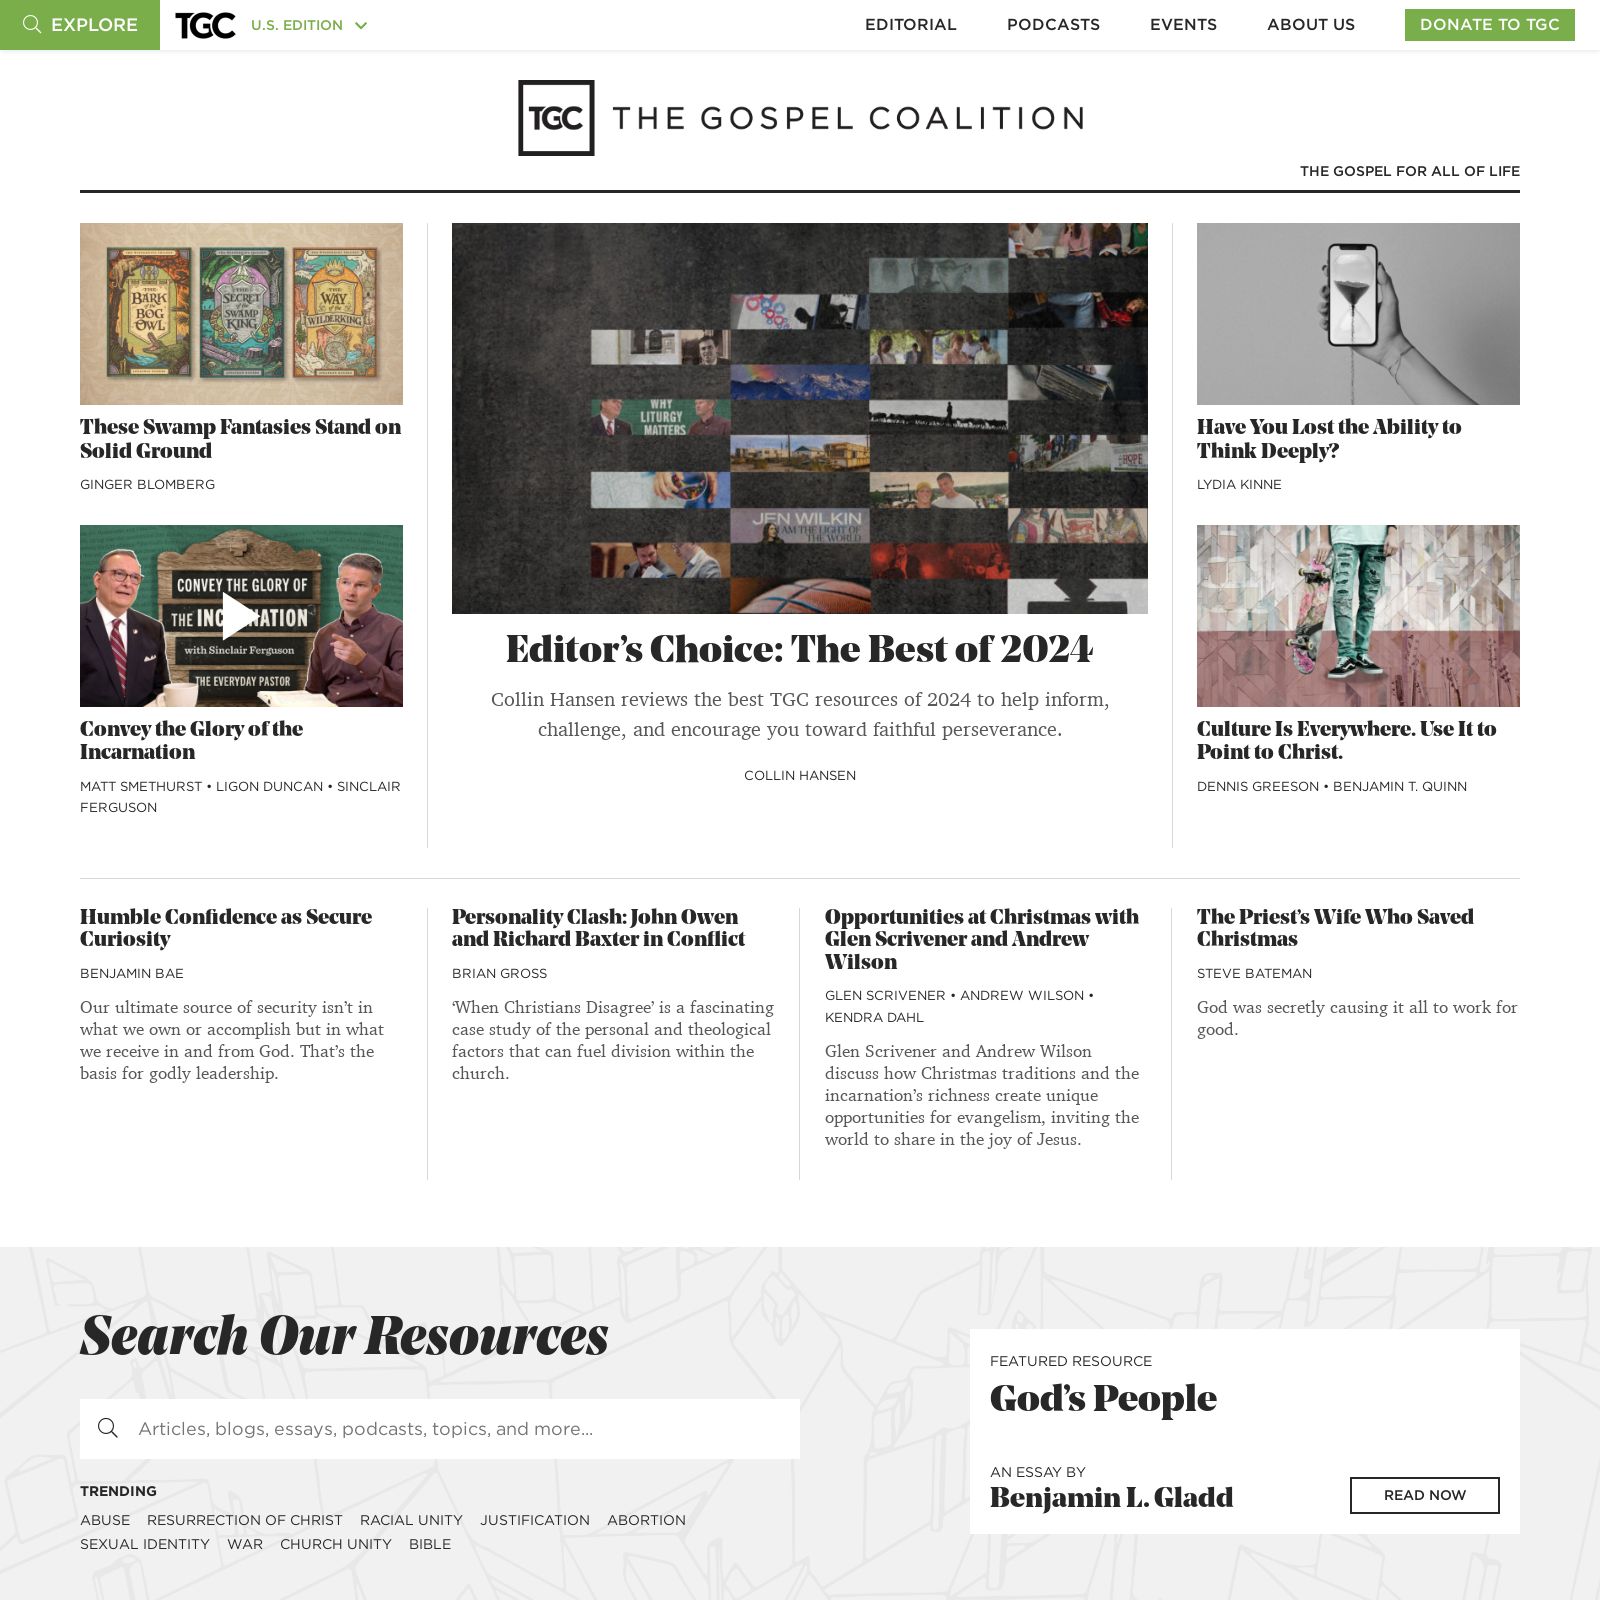 EXPLORE
TGC
U.S. EDITION
EDITORIAL
PODCASTS
EVENTS
ABOUT US
DONATE TO TGC
TGC THE GOSPEL COALITION
THE GOSPEL FOR ALL OF LIFE
THE
BARK
of the
BOG
OWL
THE
SECRET
of the
SWAMP
KING
THE
WAY
of the
WILDERKING
These Swamp Fantasies Stand on
Solid Ground
GINGER BLOMBERG
CONVEY THE GLORY OF
THE INCARNATION
with Sinclair Ferguson
THE EVERYDAY PASTOR
Convey the Glory of the
Incarnation
MATT SMETHURST • LIGON DUNCAN • SINCLAIR
FERGUSON
WHY
LITURGY
MATTERS
HOPE
JEN WILKIN
I AM THE LIGHT OF
THE WORLD
Editor’s Choice: The Best of 2024
Collin Hansen reviews the best TGC resources of 2024 to help inform,
challenge, and encourage you toward faithful perseverance.
COLLIN HANSEN
Have You Lost the Ability to
Think Deeply?
LYDIA KINNE
Culture Is Everywhere. Use It to
Point to Christ.
DENNIS GREESON • BENJAMIN T. QUINN
Humble Confidence as Secure
Curiosity
BENJAMIN BAE
Our ultimate source of security isn’t in
what we own or accomplish but in what
we receive in and from God. That’s the
basis for godly leadership.
Personality Clash: John Owen
and Richard Baxter in Conflict
BRIAN GROSS
‘When Christians Disagree’ is a fascinating
case study of the personal and theological
factors that can fuel division within the
church.
Opportunities at Christmas with
Glen Scrivener and Andrew
Wilson
GLEN SCRIVENER • ANDREW WILSON •
KENDRA DAHL
Glen Scrivener and Andrew Wilson
discuss how Christmas traditions and the
incarnation’s richness create unique
opportunities for evangelism, inviting the
world to share in the joy of Jesus.
The Priest’s Wife Who Saved
Christmas
STEVE BATEMAN
God was secretly causing it all to work for
good.
Search Our Resources
Articles, blogs, essays, podcasts, topics, and more...
TRENDING
ABUSE RESURRECTION OF CHRIST RACIAL UNITY JUSTIFICATION ABORTION
SEXUAL IDENTITY WAR CHURCH UNITY BIBLE
FEATURED RESOURCE
God’s People
AN ESSAY BY
Benjamin L. Gladd
READ NOW